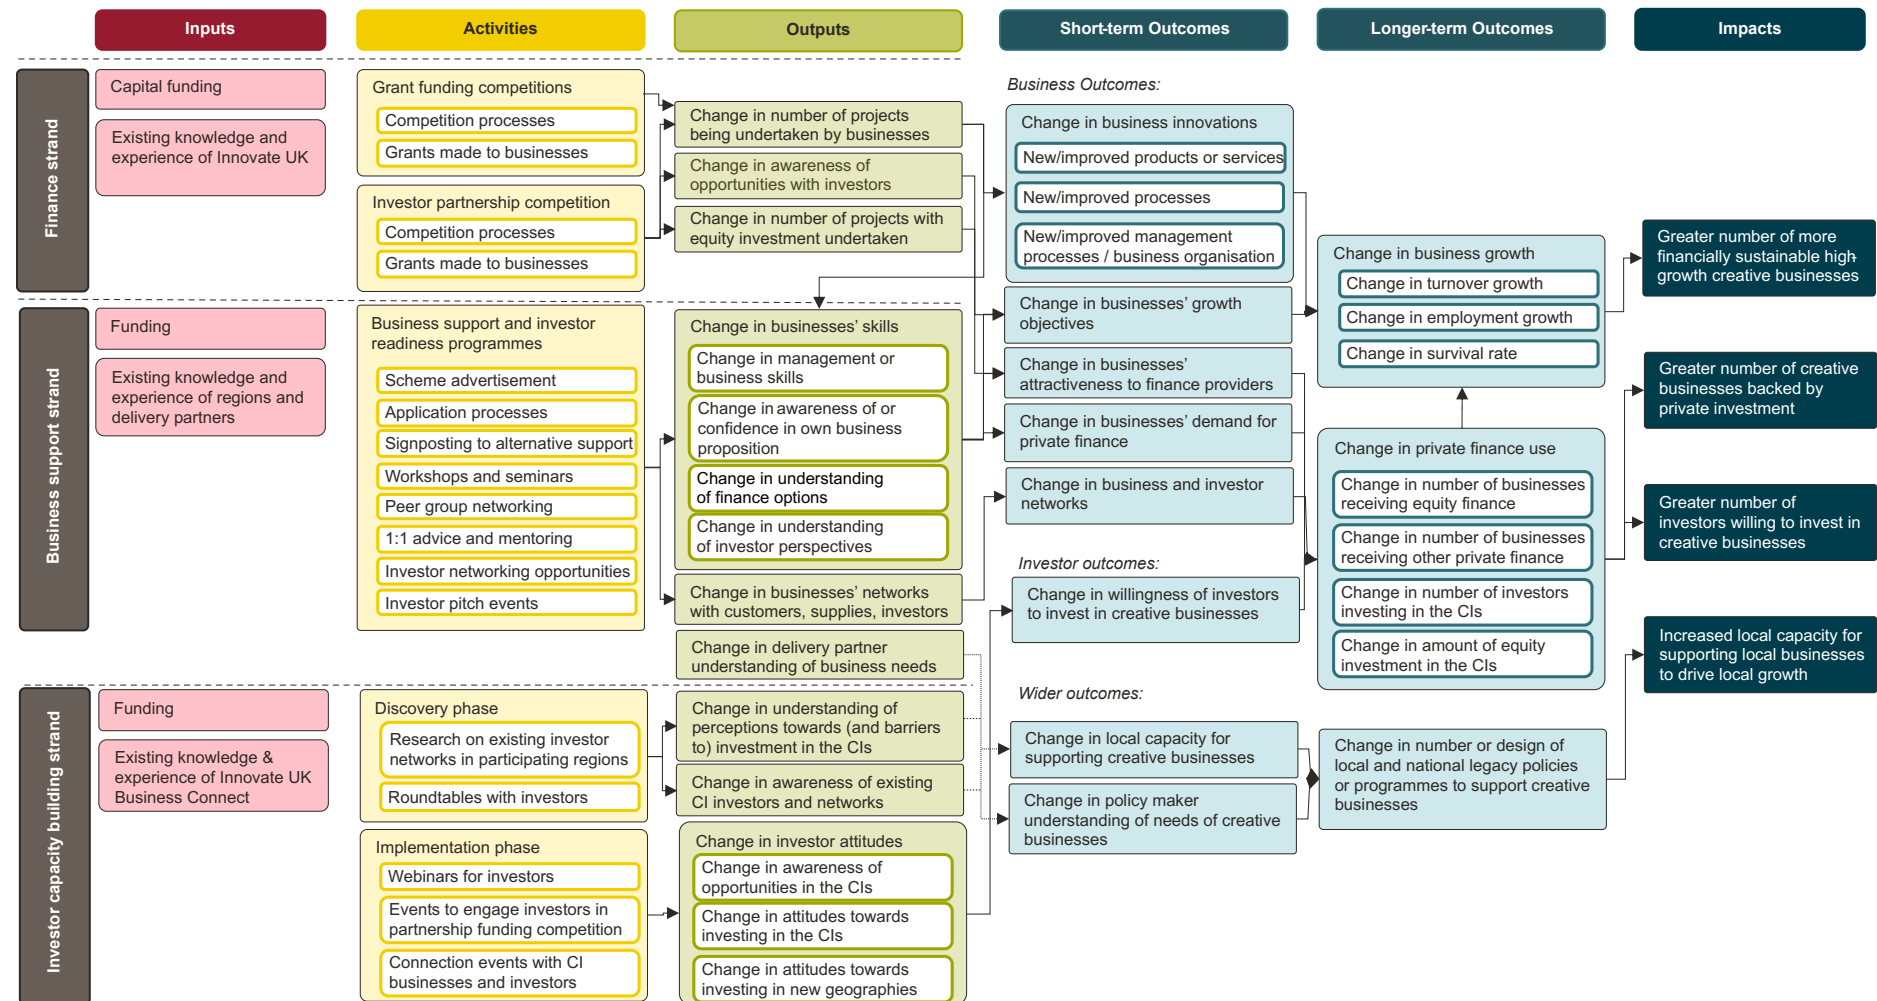 Inputs
Activities
Outputs
Short-term Outcomes
Longer-term Outcomes
Impacts
Finance strand
Capital funding
Existing knowledge and
experience of Innovate UK
Grant funding competitions
Competition processes
Grants made to businesses
Investor partnership competition
Competition processes
Grants made to businesses
Change in number of projects
being undertaken by businesses
Change in awareness of
opportunities with investors
Change in number of projects with
equity investment undertaken
Business support strand
Funding
Existing knowledge and
experience of regions and
delivery partners
Business support and investor
readiness programmes
Scheme advertisement
Application processes
Signposting to alternative support
Workshops and seminars
Peer group networking
1:1 advice and mentoring
Investor networking opportunities
Investor pitch events
Change in businesses' skills
Change in management or
business skills
Change in awareness of or
confidence in own business
proposition
Change in understanding
of finance options
Change in understanding
of investor perspectives
Change in businesses' networks
with customers, supplies, investors
Change in delivery partner
understanding of business needs
Investor capacity building strand
Funding
Existing knowledge &
experience of Innovate UK
Business Connect
Discovery phase
Research on existing investor
networks in participating regions
Roundtables with investors
Implementation phase
Webinars for investors
Events to engage investors in
partnership funding competition
Connection events with CI
businesses and investors
Change in understanding of
perceptions towards (and barriers
to) investment in the CIs
Change in awareness of existing
CI investors and networks
Change in investor attitudes
Change in awareness of
opportunities in the CIs
Change in attitudes towards
investing in the CIs
Change in attitudes towards
investing in new geographies
Business Outcomes:
Change in business innovations
New/improved products or services
New/improved processes
New/improved management
processes / business organisation
Change in businesses' growth
objectives
Change in businesses'
attractiveness to finance providers
Change in businesses' demand for
private finance
Change in business and investor
networks
Investor outcomes:
Change in willingness of investors
to invest in creative businesses
Wider outcomes:
Change in local capacity for
supporting creative businesses
Change in policy maker
understanding of needs of creative
businesses
Change in business growth
Change in turnover growth
Change in employment growth
Change in survival rate
Change in private finance use
Change in number of businesses
receiving equity finance
Change in number of businesses
receiving other private finance
Change in number of investors
investing in the CIs
Change in amount of equity
investment in the CIs
Change in number or design of
local and national legacy policies
or programmes to support creative
businesses
Greater number of more
financially sustainable high-
growth creative businesses
Greater number of creative
businesses backed by
private investment
Greater number of
investors willing to invest in
creative businesses
Increased local capacity for
supporting local businesses
to drive local growth